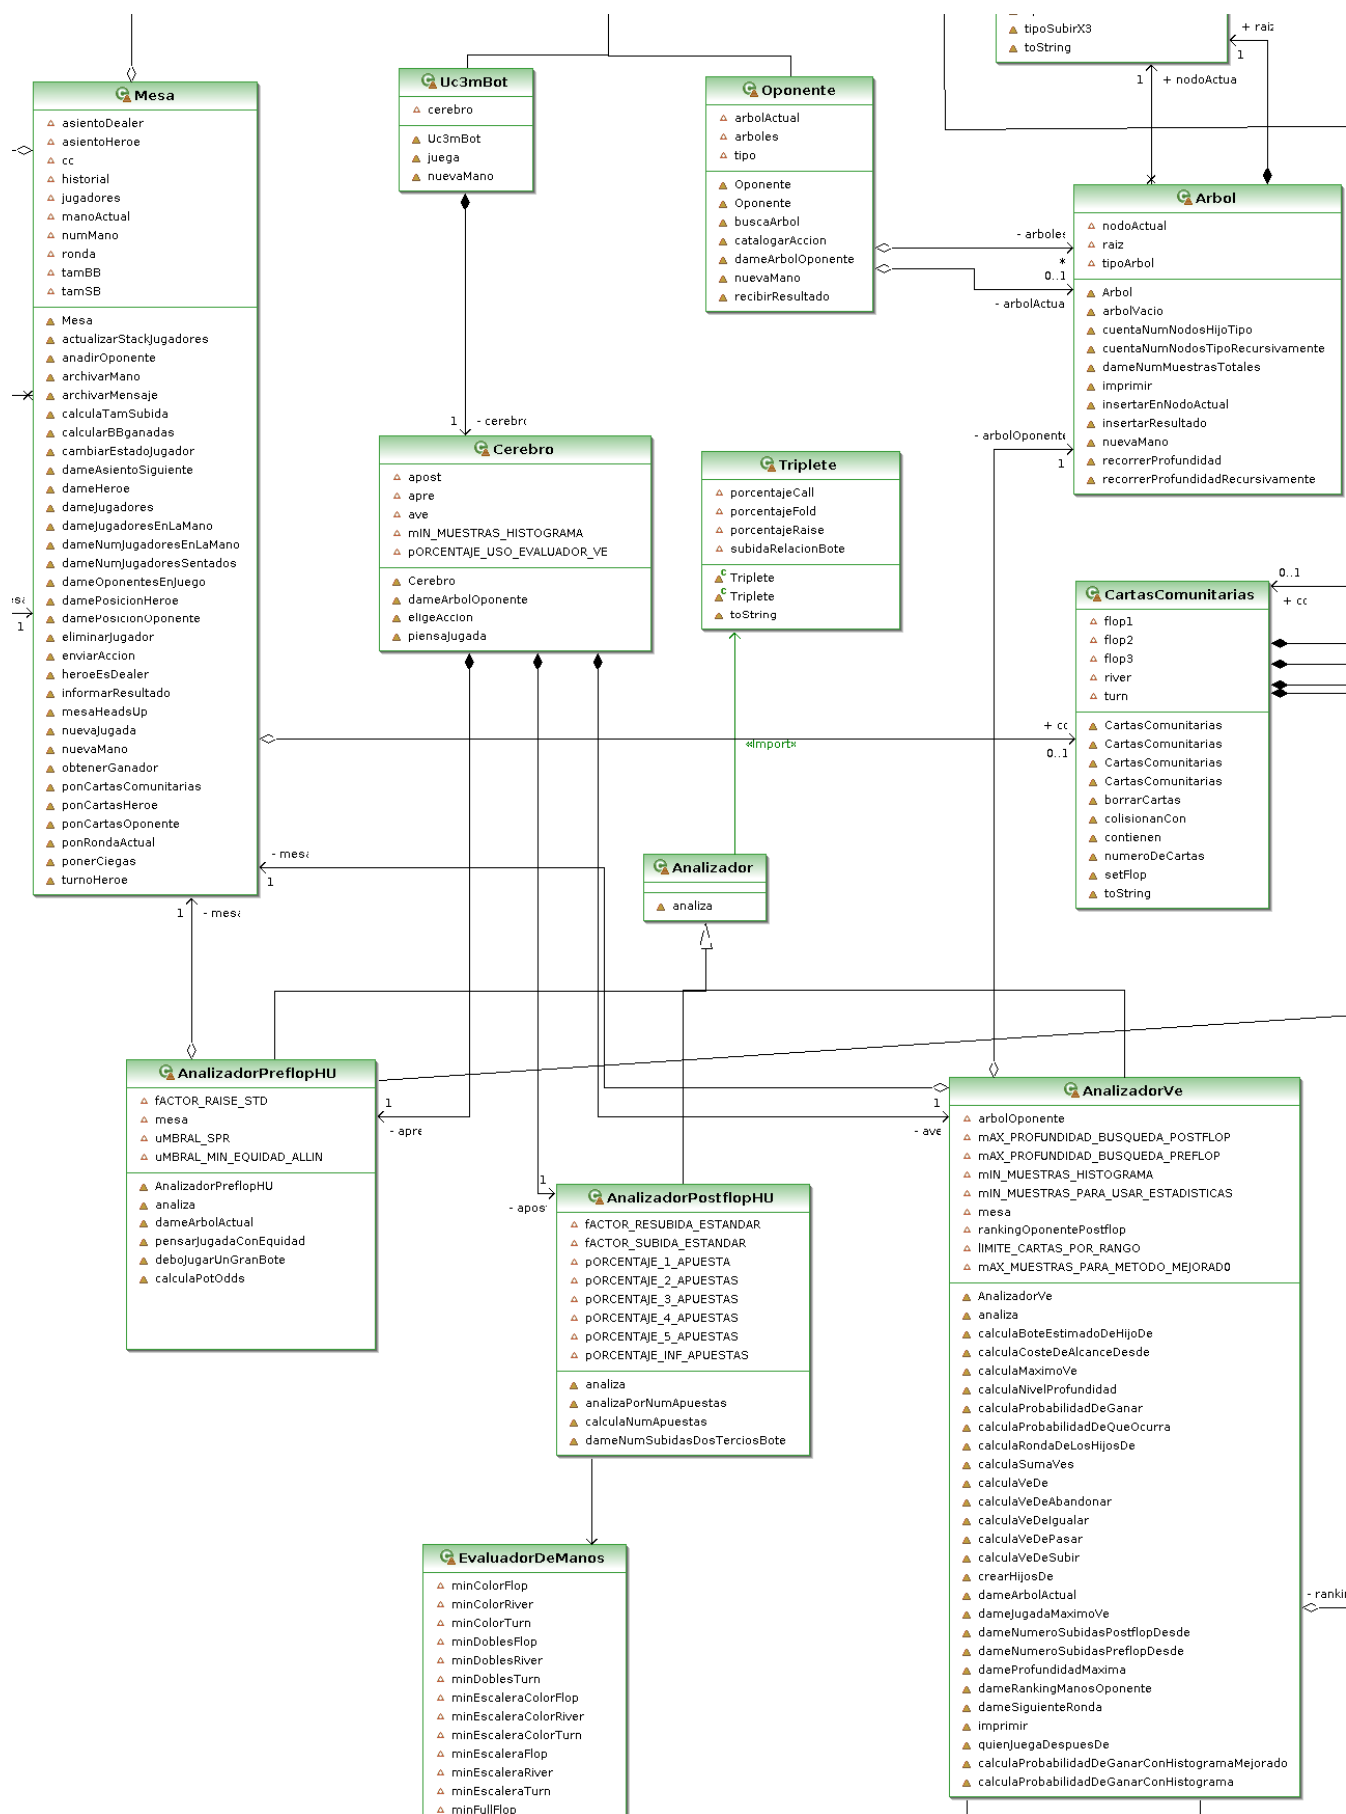 tipoSubirX3
toString
+ raiz
1
1
+ nodoActua
Mesa
asientoDealer
asientoHeroe
cc
historial
jugadores
manoActual
numMano
ronda
tamBB
tamSB
Mesa
actualizarStackJugadores
anadirOponente
archivarMano
archivarMensaje
calculaTamSubida
calcularBBganadas
cambiarEstadoJugador
dameAsientoSiguiente
dameHeroe
dameJugadores
dameJugadoresEnLaMano
dameNumJugadoresEnLaMano
dameNumJugadoresSentados
dameOponentesEnJuego
damePosicionHeroe
damePosicionOponente
eliminarJugador
enviarAccion
heroeEsDealer
informarResultado
mesaHeadsUp
nuevaJugada
nuevaMano
obtenerGanador
ponCartasComunitarias
ponCartasHeroe
ponCartasOponente
ponRondaActual
ponerCiegas
turnoHeroe
1
Uc3mBot
cerebro
Uc3mBot
juega
nuevaMano
1
- cerebro
Oponente
arbolActual
arboles
tipo
Oponente
Oponente
buscaArbol
catalogarAccion
dameArbolOponente
nuevaMano
recibirResultado
- arboles
*
0..1
- arbolActua
Arbol
nodoActual
raiz
tipoArbol
Arbol
arbolVacio
cuentaNumNodosHijoTipo
cuentaNumNodosTipoRecursivamente
dameNumMuestrasTotales
imprimir
insertarEnNodoActual
insertarResultado
nuevaMano
recorrerProfundidad
recorrerProfundidadRecursivamente
- arbolOponente
1
Cerebro
apost
apre
ave
mIN_MUESTRAS_HISTOGRAMA
pORCENTAJE_USO_EVALUADOR_VE
Cerebro
dameArbolOponente
eligeAccion
piensaJugada
Triplete
porcentajeCall
porcentajeFold
porcentajeRaise
subidaRelacionBote
Triplete
Triplete
toString
«Import»
CartasComunitarias
flop1
flop2
flop3
river
turn
CartasComunitarias
CartasComunitarias
CartasComunitarias
CartasComunitarias
borrarCartas
colisionanCon
contienen
numeroDeCartas
setFlop
toString
0..1
+ cc
+ cc
0..1
- mesa
1
1
- mesa
Analizador
analiza
AnalizadorPreflopHU
fACTOR_RAISE_STD
mesa
uMBRAL_SPR
uMBRAL_MIN_EQUIDAD_ALLIN
AnalizadorPreflopHU
analiza
dameArbolActual
pensarJugadaConEquidad
deboJugarUnGranBote
calculaPotOdds
1
- apre
1
- apos
1
- ave
AnalizadorPostflopHU
fACTOR_RESUBIDA_ESTANDAR
fACTOR_SUBIDA_ESTANDAR
pORCENTAJE_1_APUESTA
pORCENTAJE_2_APUESTAS
pORCENTAJE_3_APUESTAS
pORCENTAJE_4_APUESTAS
pORCENTAJE_5_APUESTAS
pORCENTAJE_INF_APUESTAS
analiza
analizaPorNumApuestas
calculaNumApuestas
dameNumSubidasDosTerciosBote
AnalizadorVe
arbolOponente
mAX_PROFUNDIDAD_BUSQUEDA_POSTFLOP
mAX_PROFUNDIDAD_BUSQUEDA_PREFLOP
mIN_MUESTRAS_HISTOGRAMA
mIN_MUESTRAS_PARA_USAR_ESTADISTICAS
mesa
rankingOponentePostflop
lIMITE_CARTAS_POR_RANGO
mAX_MUESTRAS_PARA_METODO_MEJORADO
AnalizadorVe
analiza
calculaBoteEstimadoDeHijoDe
calculaCosteDeAlcanceDesde
calculaMaximoVe
calculaNivelProfundidad
calculaProbabilidadDeGanar
calculaProbabilidadDeQueOcurra
calculaRondaDeLosHijosDe
calculaSumaVes
calculaVeDe
calculaVeDeAbandonar
calculaVeDeIgualar
calculaVeDePasar
calculaVeDeSubir
crearHijosDe
dameArbolActual
dameJugadaMaximoVe
dameNumeroSubidasPostflopDesde
dameNumeroSubidasPreflopDesde
dameProfundidadMaxima
dameRankingManosOponente
dameSiguienteRonda
imprimir
quienJuegaDespuesDe
calculaProbabilidadDeGanarConHistogramaMejorado
calculaProbabilidadDeGanarConHistograma
- ranki
EvaluadorDeManos
minColorFlop
minColorRiver
minColorTurn
minDoblesFlop
minDoblesRiver
minDoblesTurn
minEscaleraColorFlop
minEscaleraColorRiver
minEscaleraColorTurn
minEscaleraFlop
minEscaleraRiver
minEscaleraTurn
minFullFlop